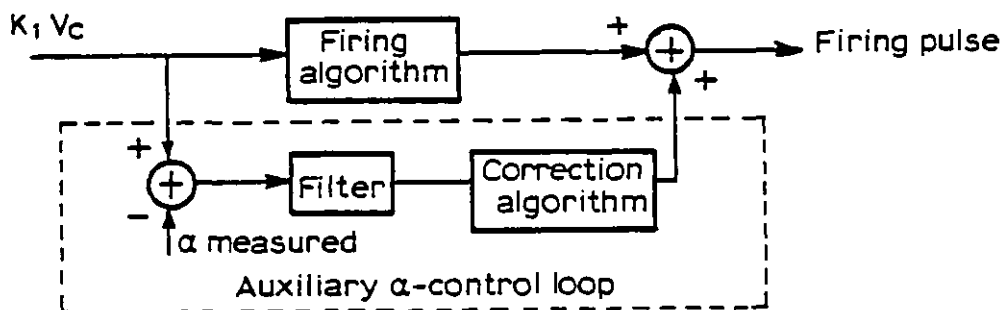 K₁ Vc
Firing
algorithm
+
+
+
Firing pulse
+
+
-
Filter
Correction
algorithm
α measured
Auxiliary α-control loop